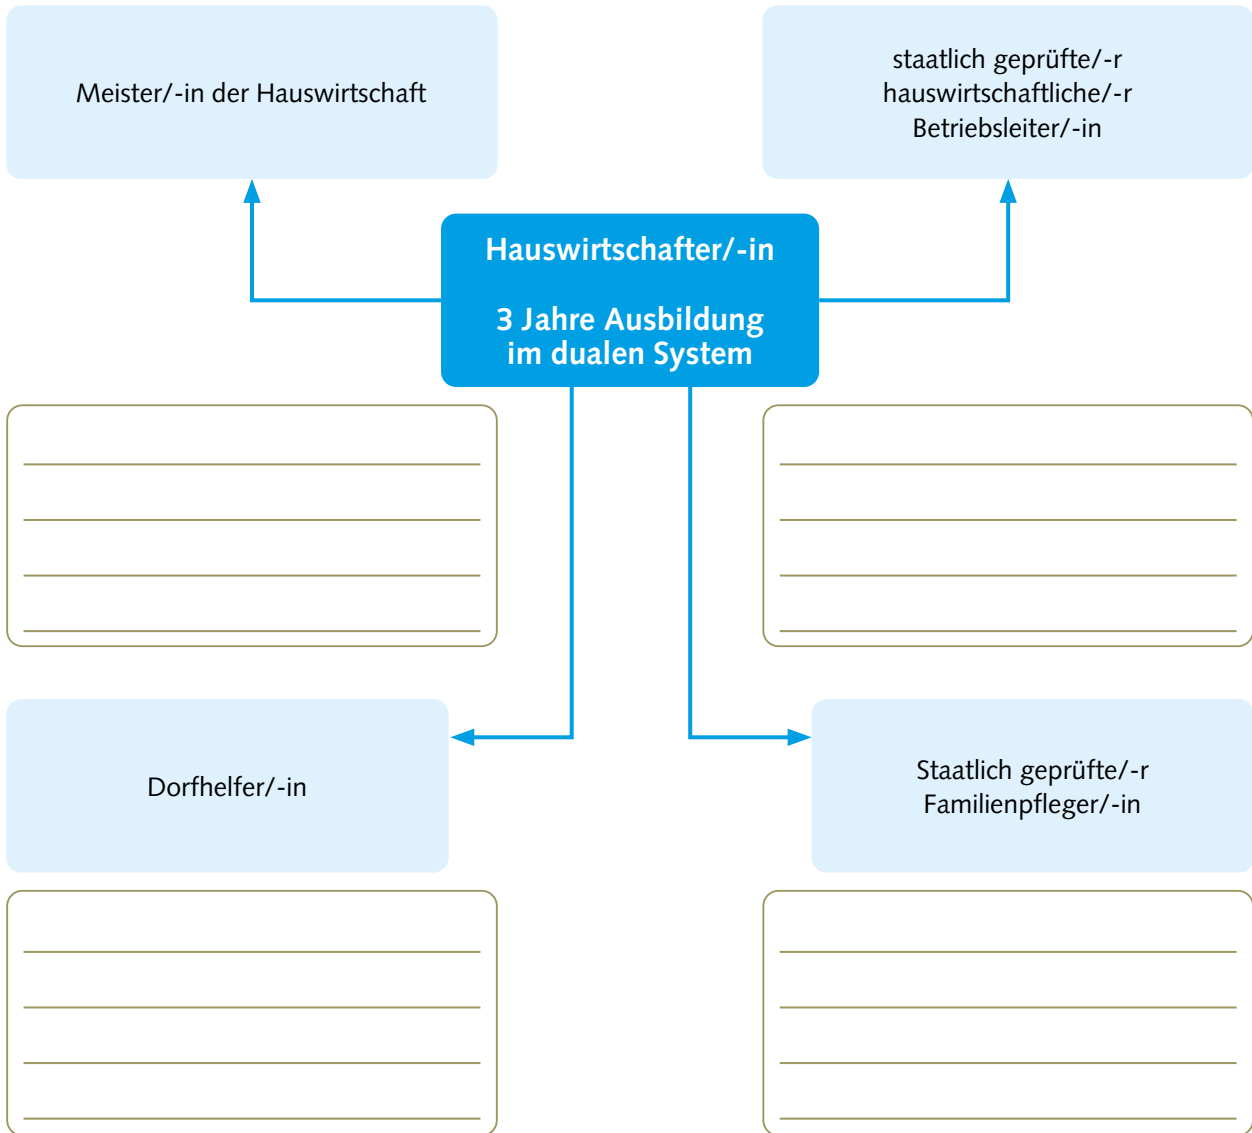 Meister/-in der Hauswirtschaft
staatlich geprüfte/-r
hauswirtschaftliche/-r
Betriebsleiter/-in
Hauswirtschafter/-in
3 Jahre Ausbildung
im dualen System
Dorfhelfer/-in
Staatlich geprüfte/-r
Familienpfleger/-in